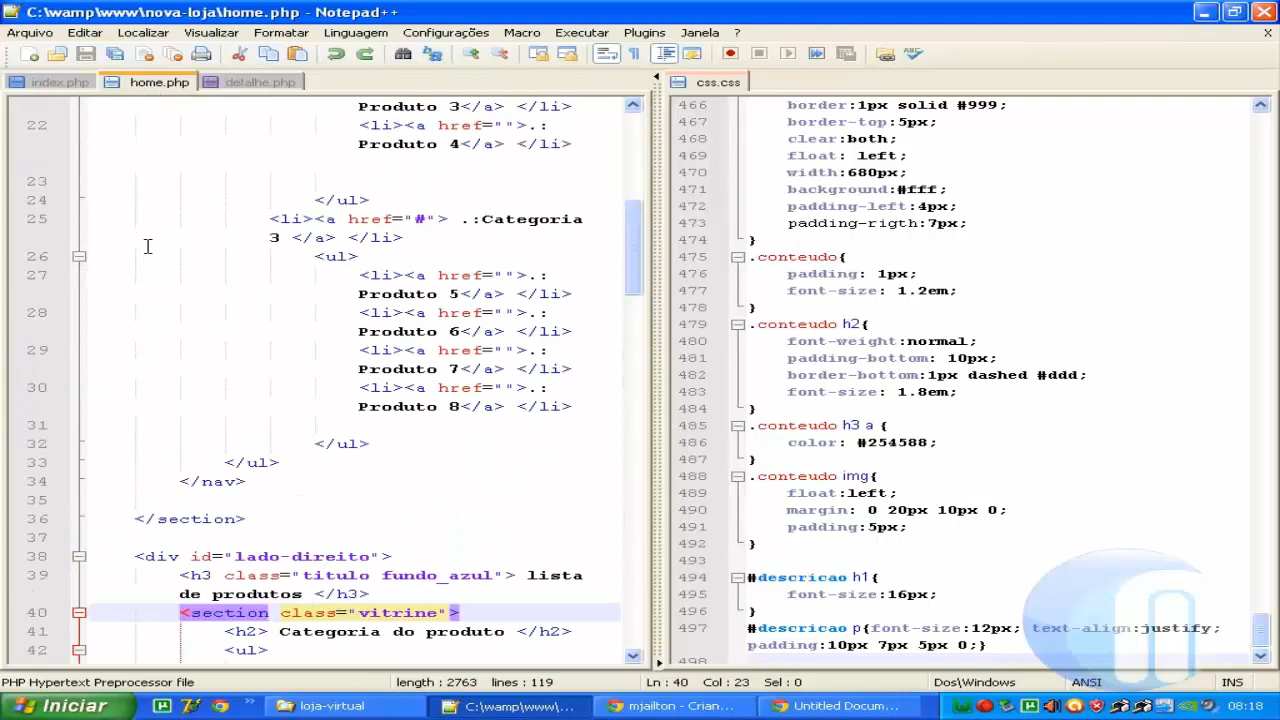 C:\wamp\www\nova-loja\home.php - Notepad++
Arquivo Editar Localizar Visualizar Formatar Linguagem Configurações Macro Executar Plugins Janela ? X
index.php home.php detalhe.php css.css
Produto 3</a> </li>
22 <li><a href="">.:
Produto 4</a> </li>
23
24 </ul>
25 <li><a href="#"> .:Categoria
3 </a> </li>
26 <ul>
27 <li><a href="">.:
Produto 5</a> </li>
28 <li><a href="">.:
Produto 6</a> </li>
29 <li><a href="">.:
Produto 7</a> </li>
30 <li><a href="">.:
Produto 8</a> </li>
31
32 </ul>
33 </ul>
34 </nav>
35
36 </section>
37
38 <div id="lado-direito">
39 <h3 class="titulo fundo_azul"> lista
de produtos </h3>
40 <section class="vitrine">
41 <h2> Categoria do produto </h2>
42 <ul>
466 border:1px solid #999;
467 border-top:5px;
468 clear:both;
469 float: left;
470 width:680px;
471 background:#fff;
472 padding-left:4px;
473 padding-rigth:7px;
474 }
475 .conteudo{
476 padding: 1px;
477 font-size: 1.2em;
478 }
479 .conteudo h2{
480 font-weight:normal;
481 padding-bottom: 10px;
482 border-bottom:1px dashed #ddd;
483 font-size: 1.8em;
484 }
485 .conteudo h3 a {
486 color: #254588;
487 }
488 .conteudo img{
489 float:left;
490 margin: 0 20px 10px 0;
491 padding:5px;
492 }
493
494 #descricao h1{
495 font-size:16px;
496 }
497 #descricao p{font-size:12px; text-align:justify;
padding:10px 7px 5px 0;}
498
PHP Hypertext Preprocessor file length : 2763 lines : 119 Ln : 40 Col : 23 Sel : 0 Dos\Windows ANSI INS
Iniciar loja-virtual C:\wamp\www\... mjailton - Crian... Untitled Docum... 08:18